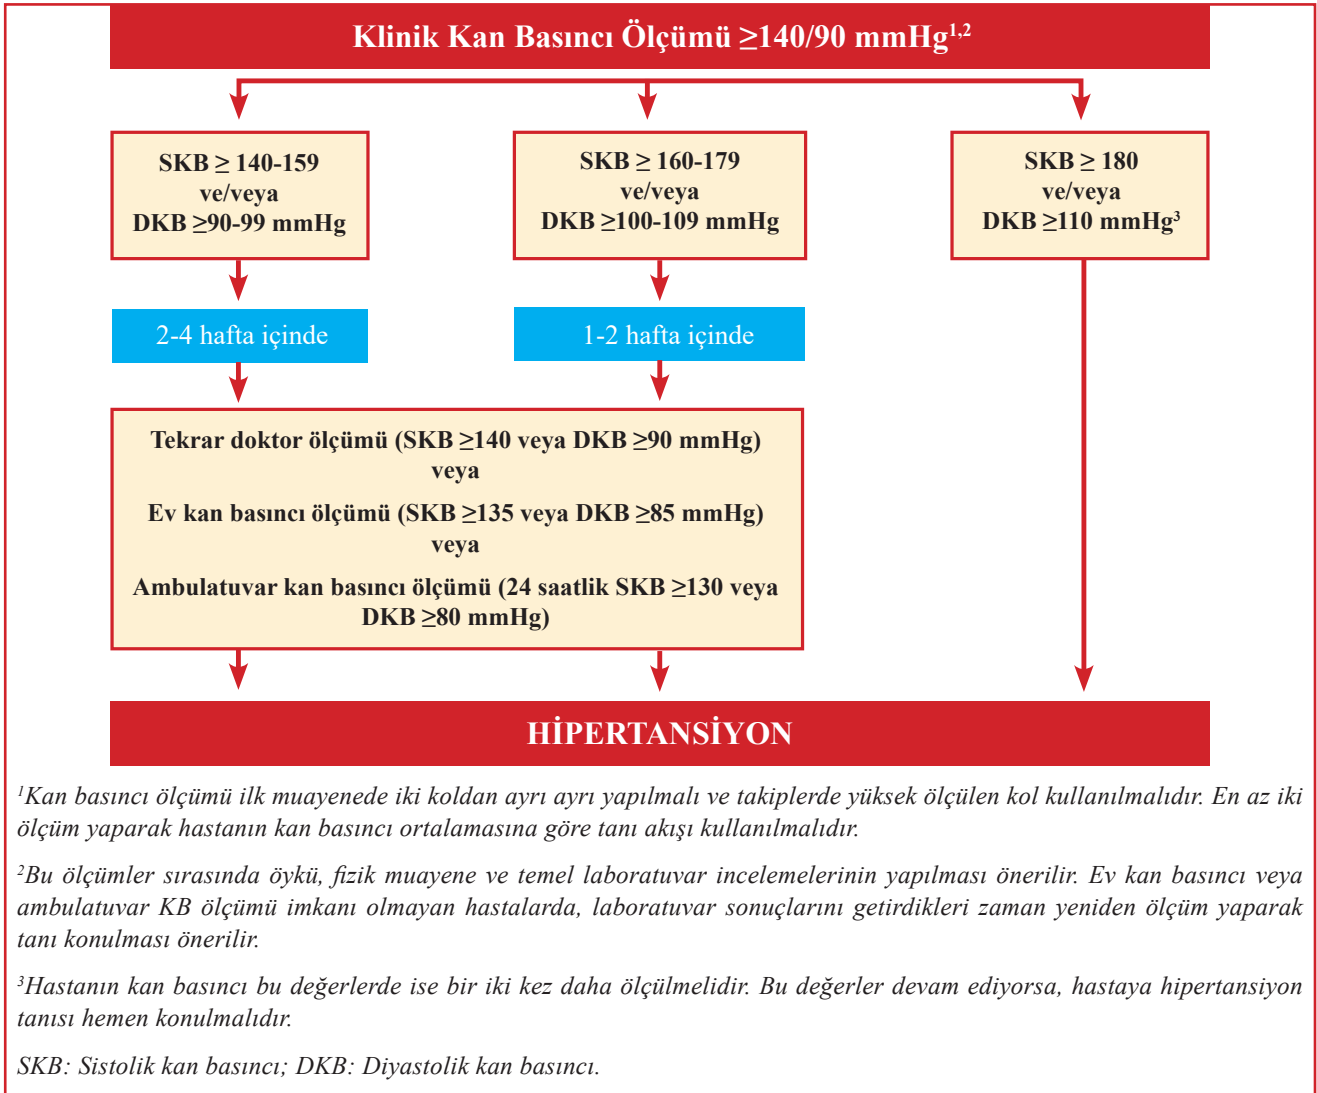 Klinik Kan Basıncı Ölçümü ≥140/90 mmHg1,2
SKB ≥ 140-159
ve/veya
DKB ≥90-99 mmHg
SKB ≥ 160-179
ve/veya
DKB ≥100-109 mmHg
SKB ≥ 180
ve/veya
DKB ≥110 mmHg3
2-4 hafta içinde
1-2 hafta içinde
Tekrar doktor ölçümü (SKB ≥140 veya DKB ≥90 mmHg)
veya
Ev kan basıncı ölçümü (SKB ≥135 veya DKB ≥85 mmHg)
veya
Ambulatuvar kan basıncı ölçümü (24 saatlik SKB ≥130 veya
DKB ≥80 mmHg)
HİPERTANSİYON
1Kan basıncı ölçümü ilk muayenede iki koldan ayrı ayrı yapılmalı ve takiplerde yüksek ölçülen kol kullanılmalıdır. En az iki
ölçüm yaparak hastanın kan basıncı ortalamasına göre tanı akışı kullanılmalıdır.
2Bu ölçümler sırasında öykü, fizik muayene ve temel laboratuvar incelemelerinin yapılması önerilir. Ev kan basıncı veya
ambulatuvar KB ölçümü imkanı olmayan hastalarda, laboratuvar sonuçlarını getirdikleri zaman yeniden ölçüm yaparak
tanı konulması önerilir.
3Hastanın kan basıncı bu değerlerde ise bir iki kez daha ölçülmelidir. Bu değerler devam ediyorsa, hastaya hipertansiyon
tanısı hemen konulmalıdır.
SKB: Sistolik kan basıncı; DKB: Diyastolik kan basıncı.